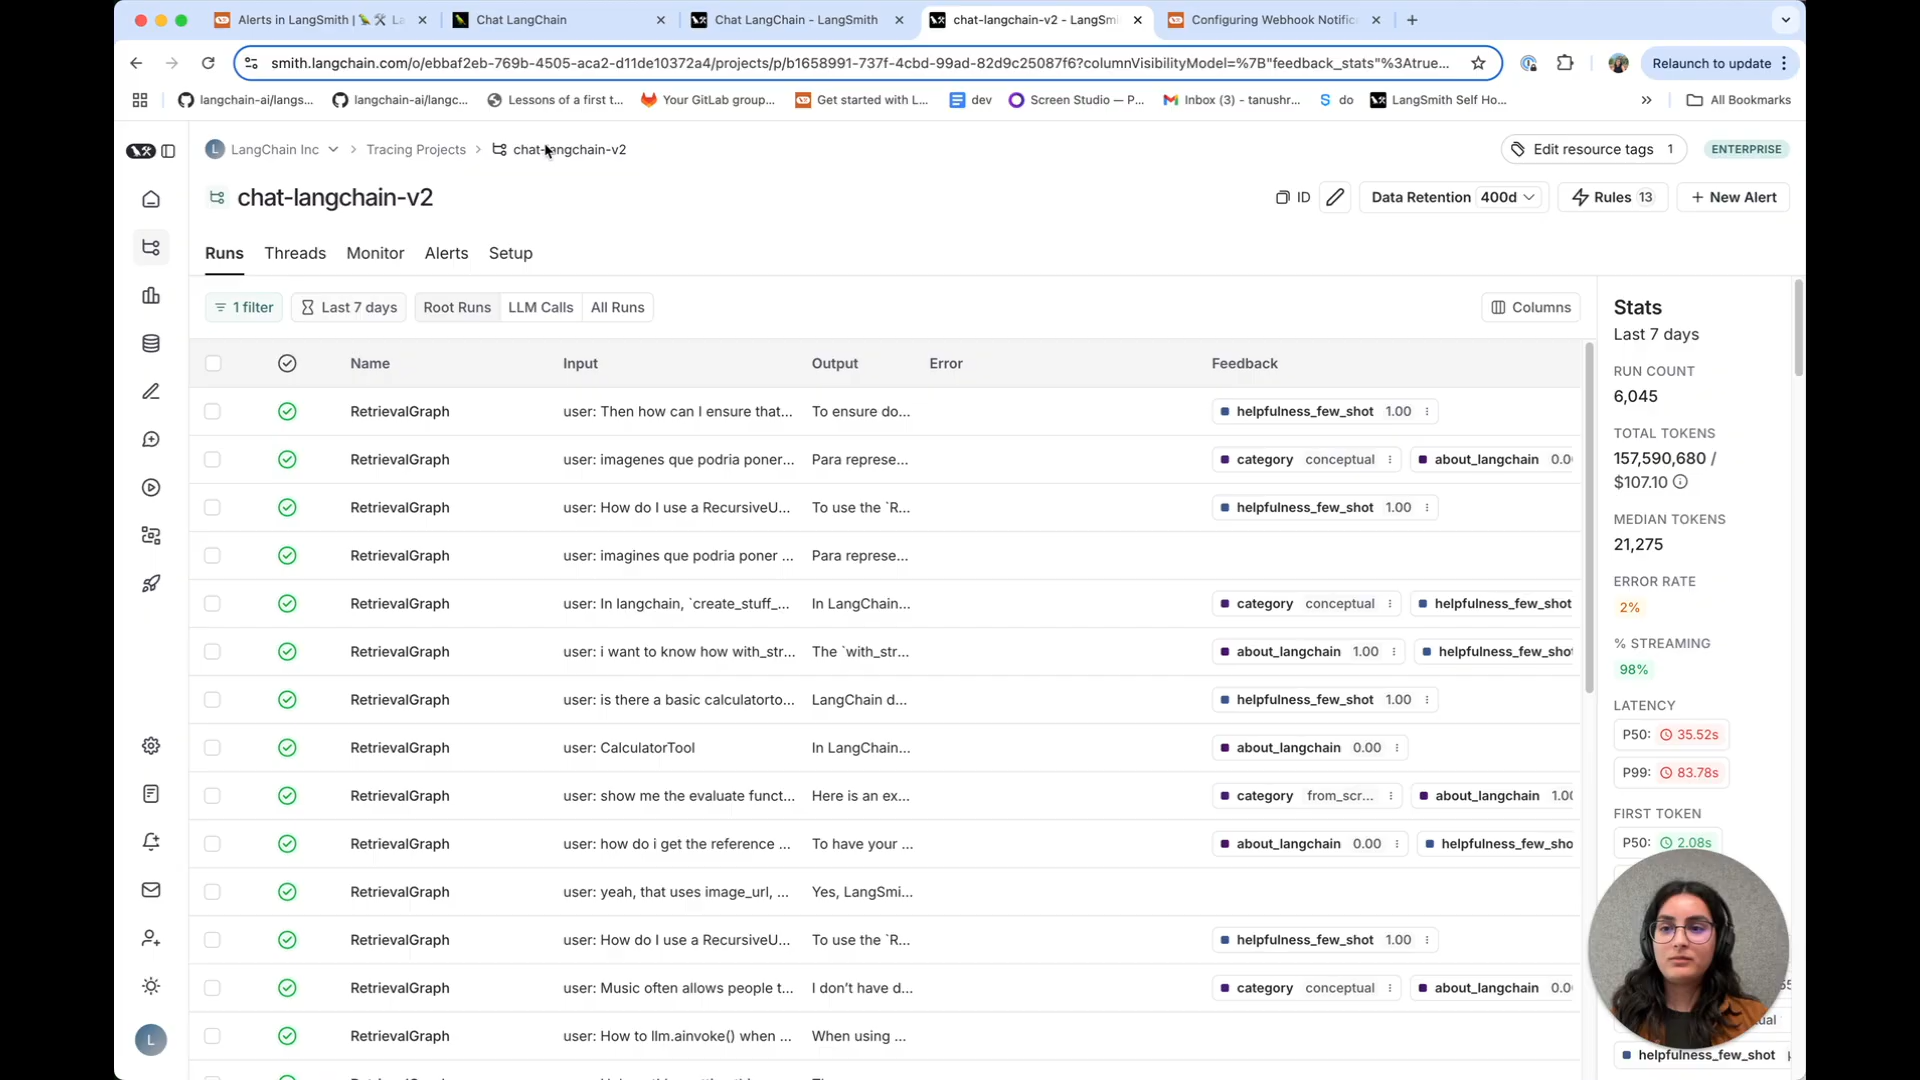 Alerts in LangSmith | La
Chat LangChain
Chat LangChain - LangSmith
chat-langchain-v2 - LangSmi
Configuring Webhook Notific
smith.langchain.com/o/ebbaf2eb-769b-4505-aca2-d11de10372a4/projects/p/b1658991-737f-4cbd-99ad-82d9c25087f6?columnVisibilityModel=%7B"feedback_stats"%3Atrue...
Relaunch to update
langchain-ai/langs...
langchain-ai/langc...
Lessons of a first t...
Your GitLab group...
Get started with L...
dev
Screen Studio — P...
Inbox (3) - tanushr...
do
LangSmith Self Ho...
All Bookmarks
L LangChain Inc > Tracing Projects > chat-langchain-v2
Edit resource tags 1
ENTERPRISE
chat-langchain-v2
ID
Data Retention 400d
Rules 13
+ New Alert
Runs Threads Monitor Alerts Setup
1 filter Last 7 days Root Runs LLM Calls All Runs
Columns
Name Input Output Error Feedback
RetrievalGraph user: Then how can I ensure that... To ensure do... helpfulness_few_shot 1.00
RetrievalGraph user: imagenes que podria poner... Para represe... category conceptual about_langchain 0.0
RetrievalGraph user: How do I use a RecursiveU... To use the `R... helpfulness_few_shot 1.00
RetrievalGraph user: imagines que podria poner ... Para represe...
RetrievalGraph user: In langchain, `create_stuff_... In LangChain... category conceptual helpfulness_few_shot
RetrievalGraph user: i want to know how with_str... The `with_str... about_langchain 1.00 helpfulness_few_shot
RetrievalGraph user: is there a basic calculatorto... LangChain d... helpfulness_few_shot 1.00
RetrievalGraph user: CalculatorTool In LangChain... about_langchain 0.00
RetrievalGraph user: show me the evaluate funct... Here is an ex... category from_scr... about_langchain 1.00
RetrievalGraph user: how do i get the reference ... To have your ... about_langchain 0.00 helpfulness_few_sho
RetrievalGraph user: yeah, that uses image_url, ... Yes, LangSmi...
RetrievalGraph user: How do I use a RecursiveU... To use the `R... helpfulness_few_shot 1.00
RetrievalGraph user: Music often allows people t... I don't have d... category conceptual about_langchain 0.0
RetrievalGraph user: How to llm.ainvoke() when ... When using ...
Stats
Last 7 days
RUN COUNT
6,045
TOTAL TOKENS
157,590,680 /
$107.10
MEDIAN TOKENS
21,275
ERROR RATE
2%
% STREAMING
98%
LATENCY
P50: 35.52s
P99: 83.78s
FIRST TOKEN
P50: 2.08s
helpfulness_few_shot
L